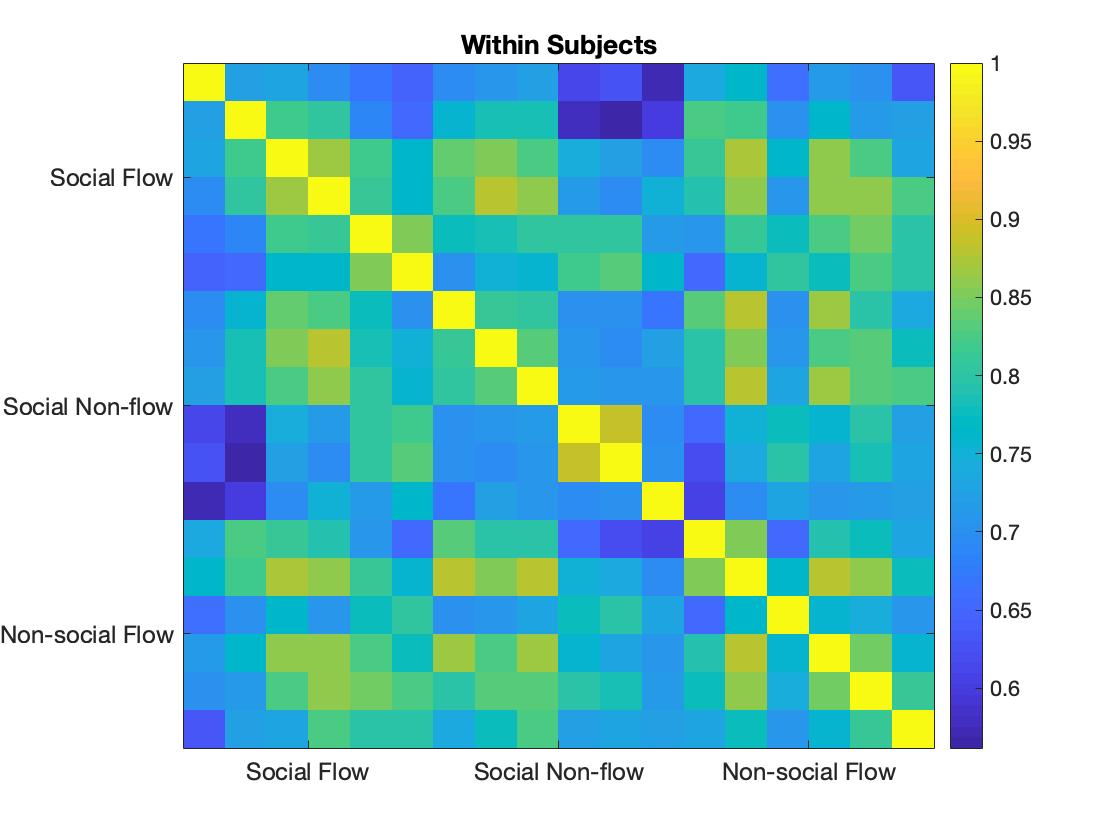 Within Subjects
Social Flow
Social Non-flow
Non-social Flow
Social Flow
Social Non-flow
Non-social Flow
1
0.95
0.9
0.85
0.8
0.75
0.7
0.65
0.6